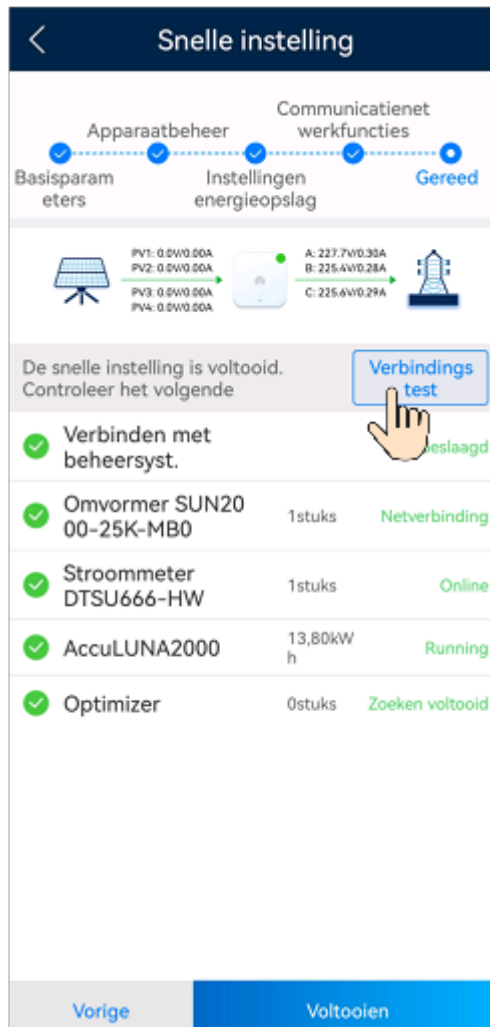 Snelle instelling
Communicatienet
Apparaatbeheer
werkfuncties
Basisparam
eters
Instellingen
energieopslag
Gereed
PV1: 0.0W/0.00A
PV2: 0.0W/0.00A
PV3: 0.0W/0.00A
PV4: 0.0W/0.00A
A: 227.7V/0.30A
B: 225.4V/0.28A
C: 225.6V/0.29A
De snelle instelling is voltooid.
Controleer het volgende
Verbindings
test
Verbinden met
beheersyst.
Omvormer SUN20
00-25K-MB0
1stuks
Netverbinding
Stroommeter
DTSU666-HW
1stuks
Online
AccuLUNA2000
13,80kW
h
Running
Optimizer
0stuks
Zoeken voltooid
Vorige
Voltooien